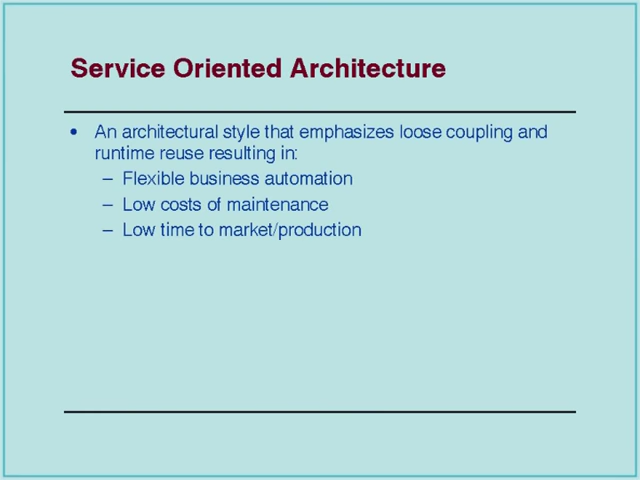 Service Oriented Architecture
• An architectural style that emphasizes loose coupling and
runtime reuse resulting in:
– Flexible business automation
– Low costs of maintenance
– Low time to market/production